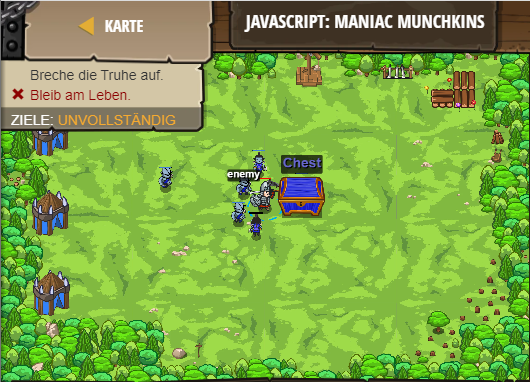 KARTE
JAVASCRIPT: MANIAC MUNCHKINS
Breche die Truhe auf.
Bleib am Leben.
ZIELE: UNVOLLSTÄNDIG
Chest
enemy